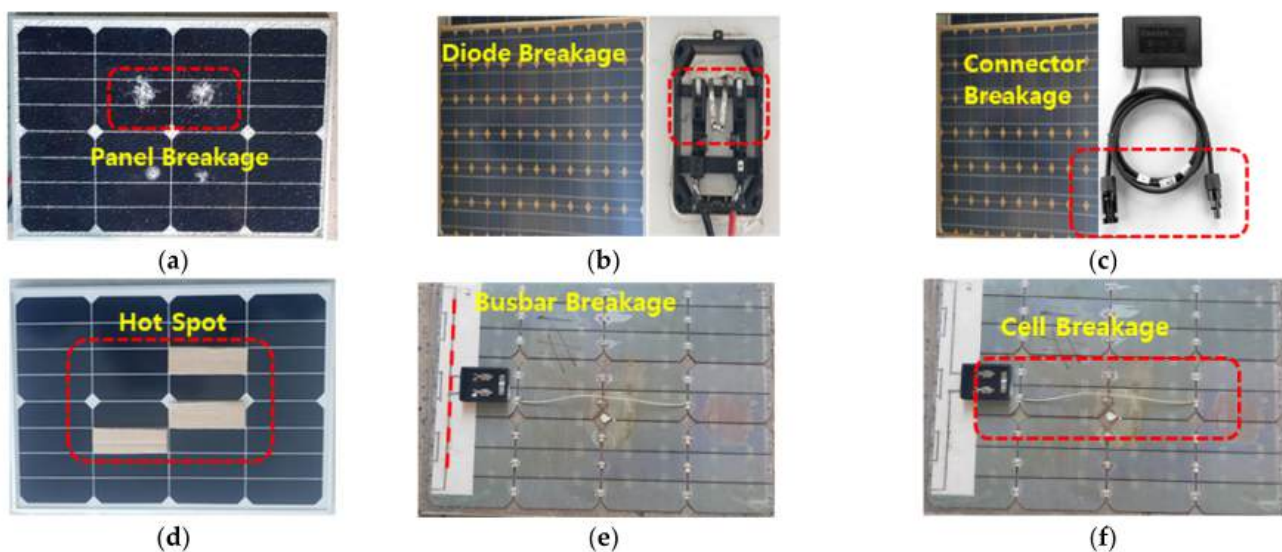 Panel Breakage
(a)
Diode Breakage
(b)
Connector
Breakage
(c)
Hot Spot
(d)
Busbar Breakage
(e)
Cell Breakage
(f)